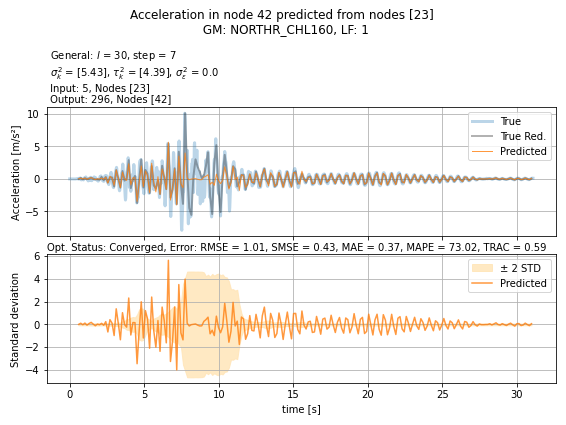 Acceleration in node 42 predicted from nodes [23]
GM: NORTHR_CHL160, LF: 1
General: l = 30, step = 7
σ²ₖ = [5.43], τ²ₖ = [4.39], σ²ε = 0.0
Input: 5, Nodes [23]
Output: 296, Nodes [42]
Acceleration [m/s²]
10
5
0
−5
True
True Red.
Predicted
Opt. Status: Converged, Error: RMSE = 1.01, SMSE = 0.43, MAE = 0.37, MAPE = 73.02, TRAC = 0.59
Standard deviation
6
4
2
0
−2
−4
± 2 STD
Predicted
0 5 10 15 20 25 30
time [s]